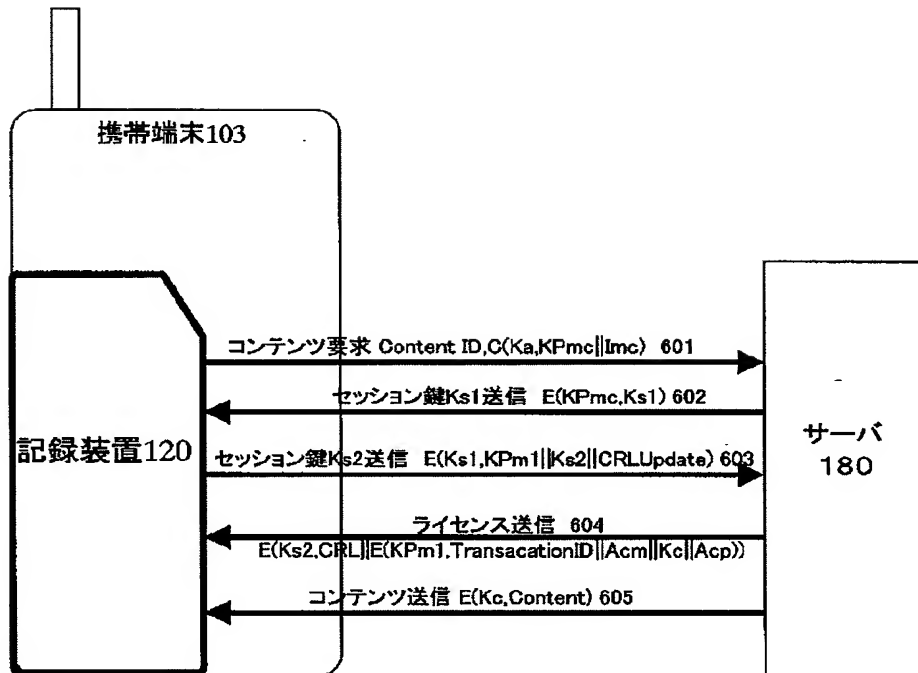 携帯端末103
コンテンツ要求 Content ID,C(Ka,KPmc||Imc) 601
セッション鍵Ks1送信 E(KPmc,Ks1) 602
記録装置120
セッション鍵Ks2送信 E(Ks1,KPm1||Ks2||CRLUpdate) 603
サーバ
180
ライセンス送信 604
E(Ks2,CRL||E(KPm1,TransacationID||Acm||Kc||Acp))
コンテンツ送信 E(Kc,Content) 605